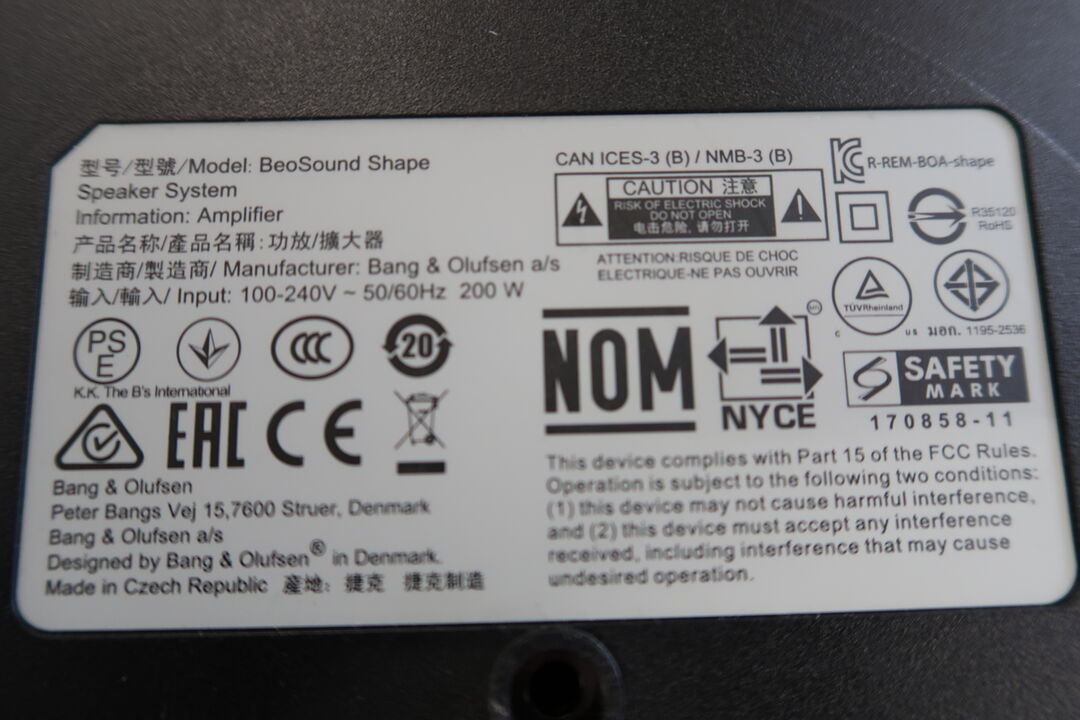 型号/型號/Model: BeoSound Shape
Speaker System
Information: Amplifier
产品名称/產品名稱: 功放/擴大器
制造商/製造商/ Manufacturer: Bang & Olufsen a/s
输入/輸入/ Input: 100-240V ~ 50/60Hz 200 W
PS
E
CCC
20
K.K. The B's International
EAC CE
Bang & Olufsen
Peter Bangs Vej 15,7600 Struer, Denmark
Bang & Olufsen a/s
Designed by Bang & Olufsen® in Denmark.
Made in Czech Republic 產地: 捷克 捷克制造
CAN ICES-3 (B) / NMB-3 (B)
CAUTION 注意
RISK OF ELECTRIC SHOCK
DO NOT OPEN
电击危险, 请勿打开
ATTENTION:RISQUE DE CHOC
ELECTRIQUE-NE PAS OUVRIR
KC R-REM-BOA-shape
R35120
RoHS
TÜVRheinland
c us มอก. 1195-2536
NOM
NYCE
SAFETY
MARK
170858-11
This device complies with Part 15 of the FCC Rules.
Operation is subject to the following two conditions:
(1) this device may not cause harmful interference,
and (2) this device must accept any interference
received, including interference that may cause
undesired operation.